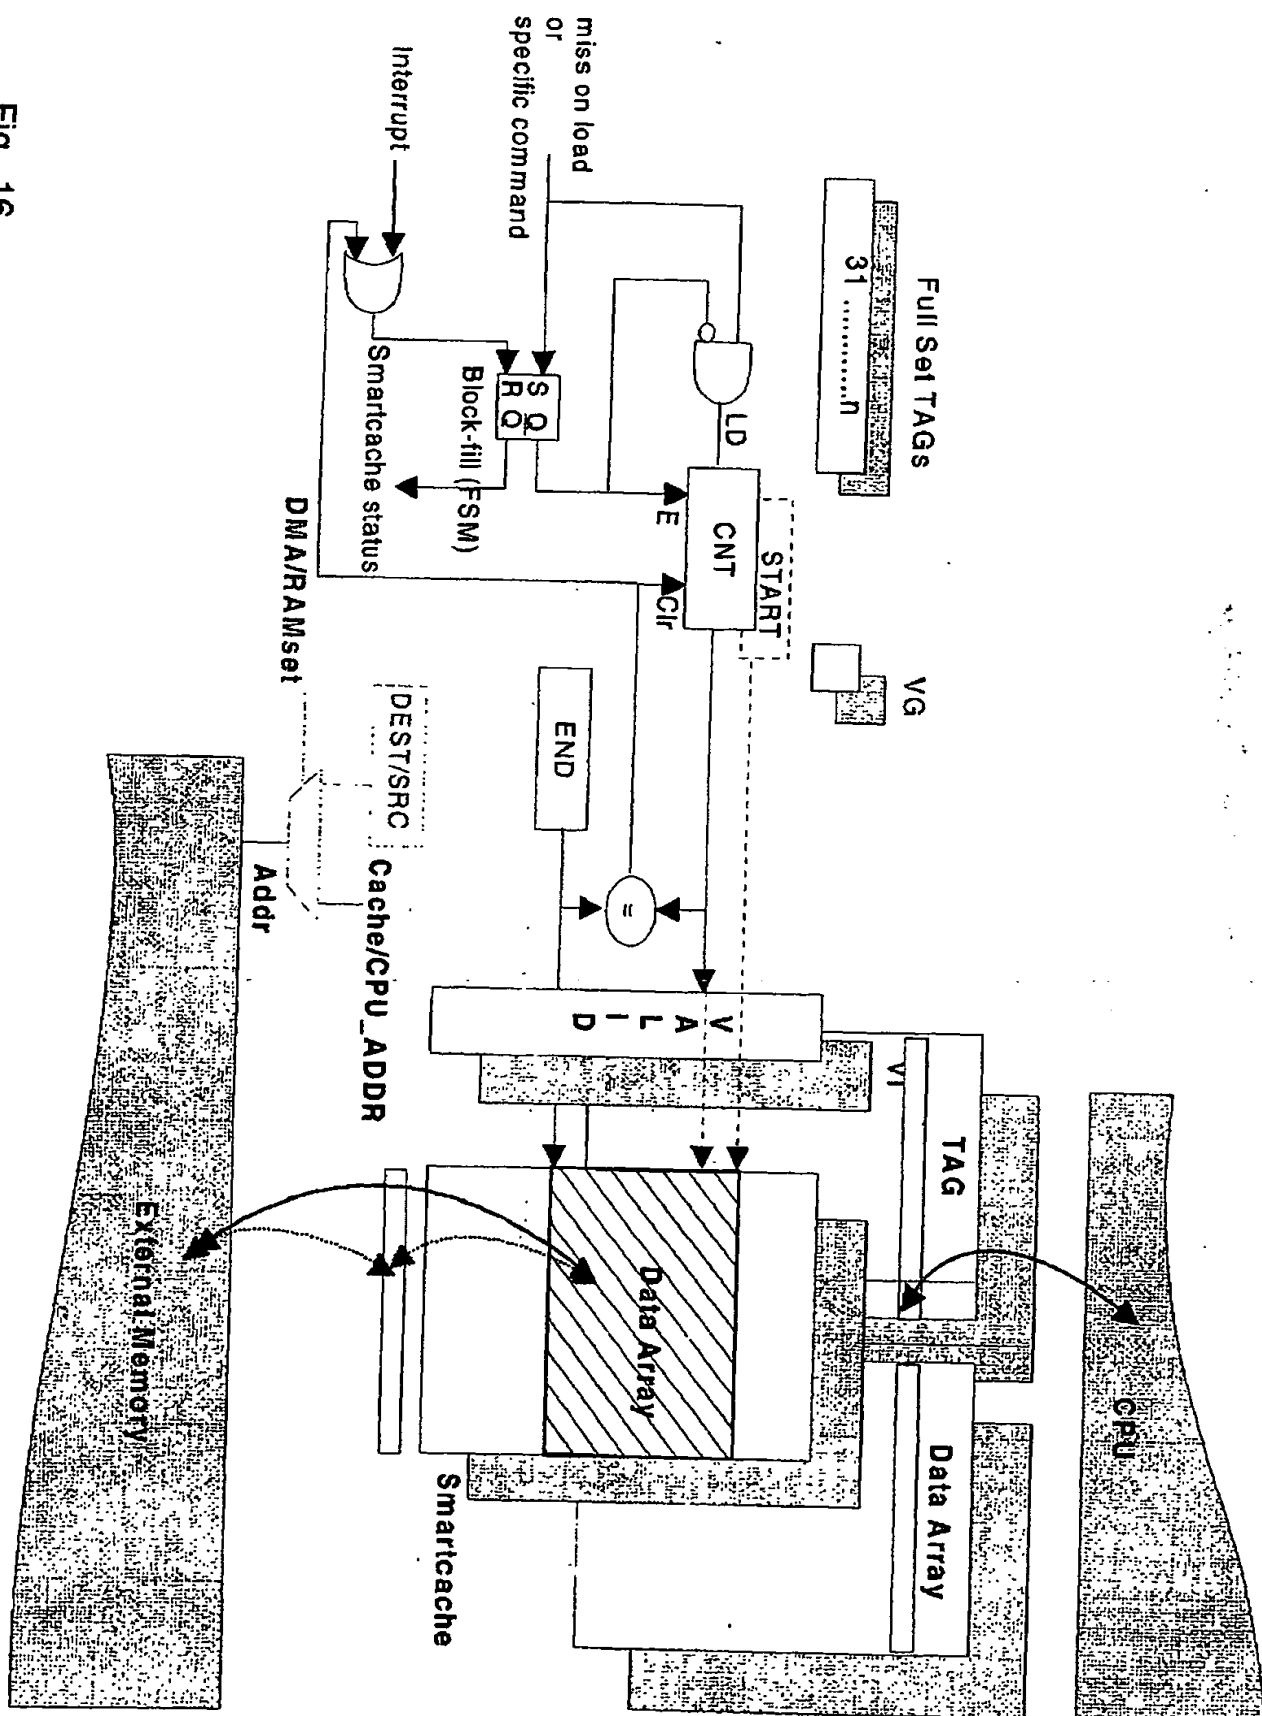 Full Set TAGs
31 ............n
VG
START
CNT
LD
E
Clr
miss on load
or
specific command
Interrupt
S Q
R Q
Block-fill (FSM)
Smartcache status
DMA/RAMset
END
=
DEST/SRC
Cache/CPU_ADDR
Addr
VALID
VI
TAG
Data Array
CPU
Data Array
Smartcache
External Memory
Fig. 16